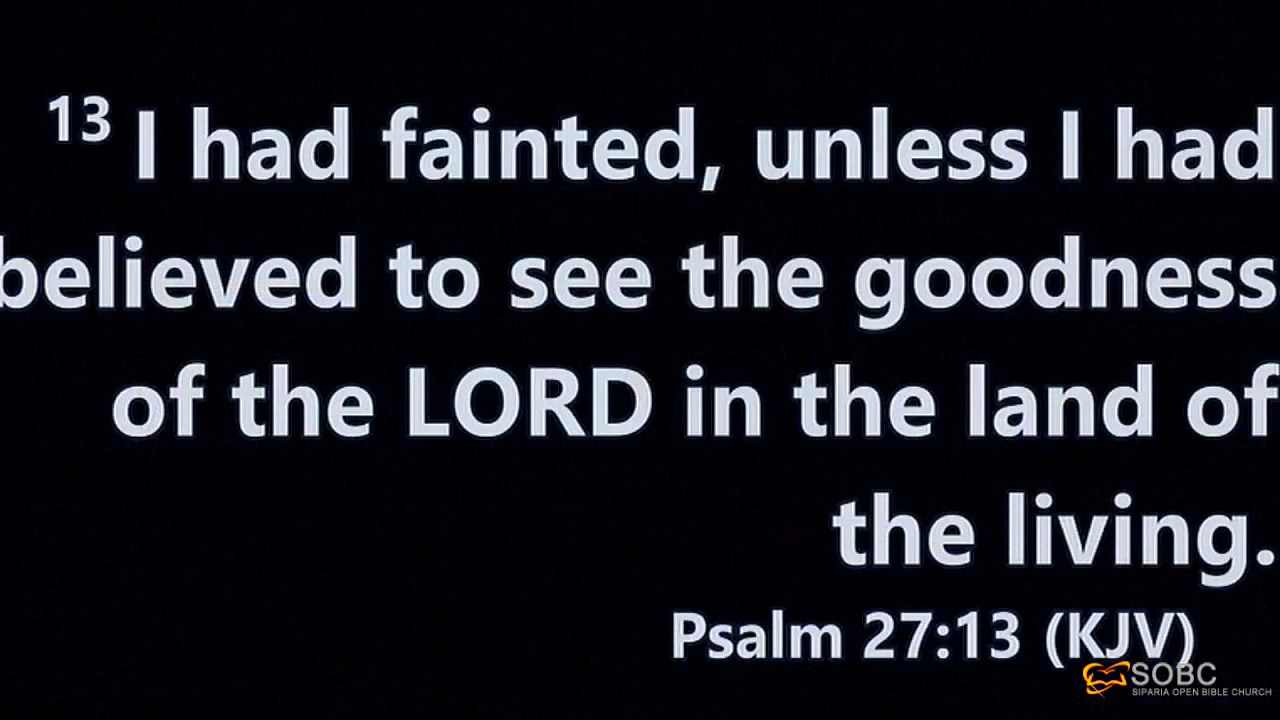 13 I had fainted, unless I had
believed to see the goodness
of the LORD in the land of
the living.
Psalm 27:13 (KJV)
SOBC
SIPARIA OPEN BIBLE CHURCH